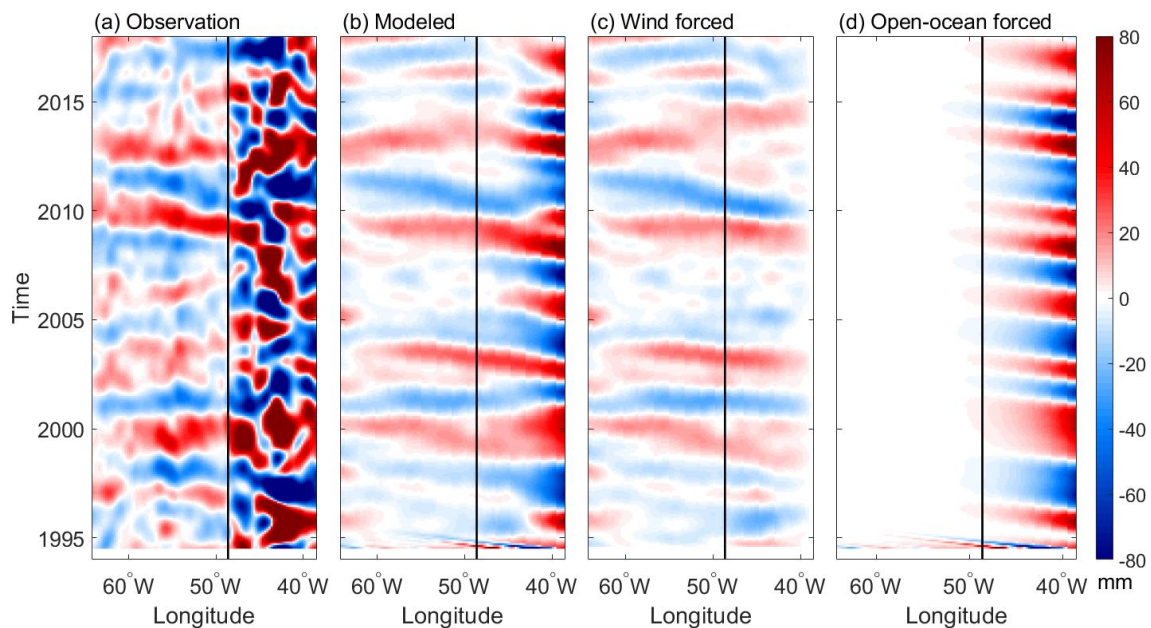 (a) Observation
(b) Modeled
(c) Wind forced
(d) Open-ocean forced
Time
2015
2010
2005
2000
1995
60°W 50°W 40°W
60°W 50°W 40°W
60°W 50°W 40°W
60°W 50°W 40°W
Longitude
Longitude
Longitude
Longitude
80
60
40
20
0
-20
-40
-60
-80
mm